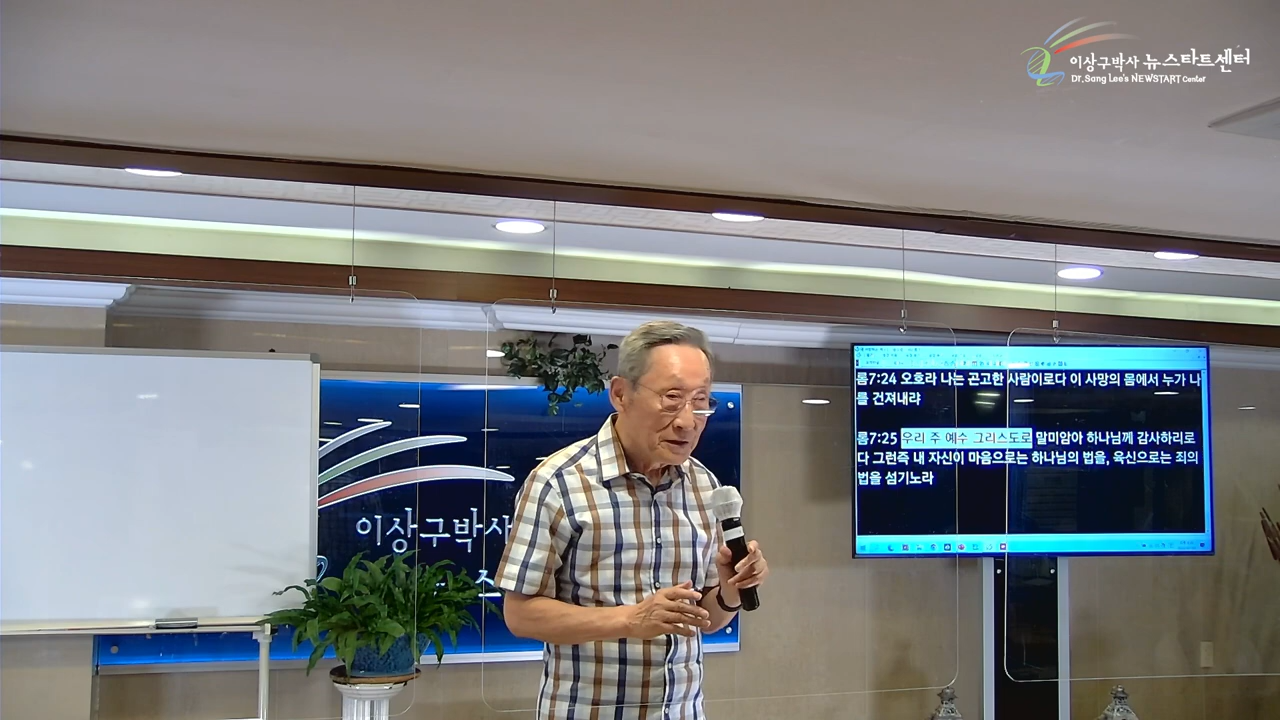 이상구박사 뉴스타트센터
Dr. Sang Lee's NEWSTART Center
롬7:24 오호라 나는 곤고한 사람이로다 이 사망의 몸에서 누가 나
를 건져내랴
롬7:25 우리 주 예수 그리스도로 말미암아 하나님께 감사하리로
다 그런즉 내 자신이 마음으로는 하나님의 법을, 육신으로는 죄의
법을 섬기노라
이상구박사